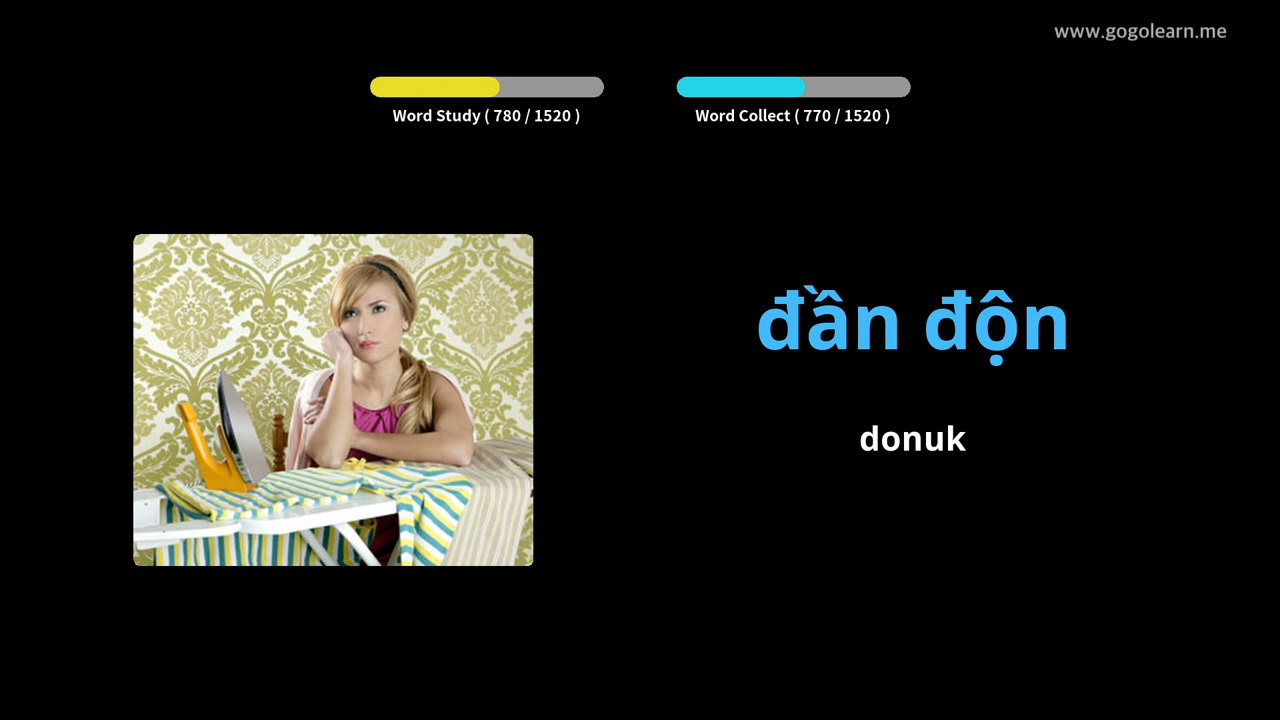 www.gogolearn.me
Word Study ( 780 / 1520 )
Word Collect ( 770 / 1520 )
đần độn
donuk